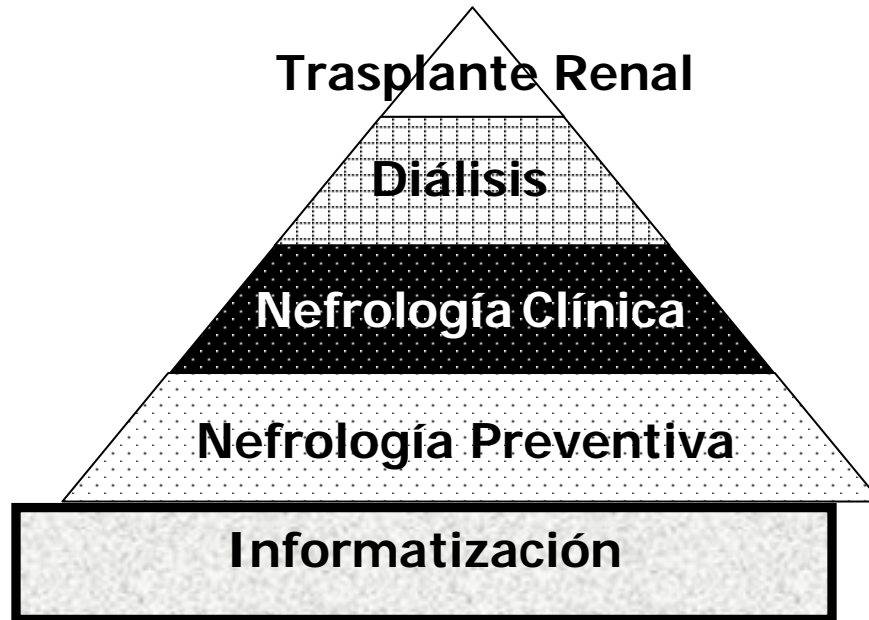 Trasplante Renal
Diálisis
Nefrología Clínica
Nefrología Preventiva
Informatización